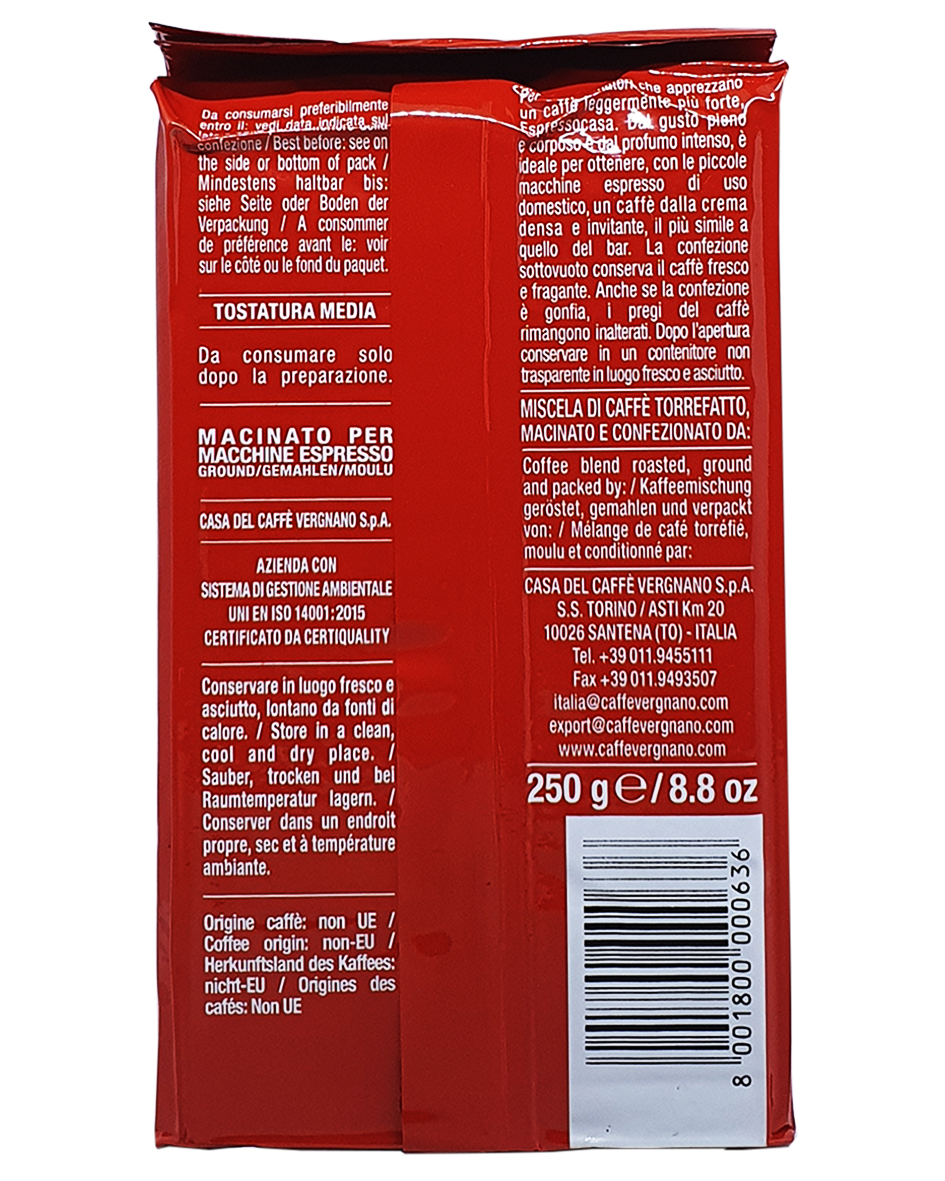 Da consumarsi preferibilmente
entro il: vedi data indicata sul
confezione / Best before: see on
the side or bottom of pack /
Mindestens haltbar bis:
siehe Seite oder Boden der
Verpackung / A consommer
de préférence avant le: voir
sur le côté ou le fond du paquet.
TOSTATURA MEDIA
Da consumare solo
dopo la preparazione.
MACINATO PER
MACCHINE ESPRESSO
GROUND/GEMAHLEN/MOULU
CASA DEL CAFFÈ VERGNANO S.p.A.
AZIENDA CON
SISTEMA DI GESTIONE AMBIENTALE
UNI EN ISO 14001:2015
CERTIFICATO DA CERTIQUALITY
Conservare in luogo fresco e
asciutto, lontano da fonti di
calore. / Store in a clean,
cool and dry place. /
Sauber, trocken und bei
Raumtemperatur lagern. /
Conserver dans un endroit
propre, sec et à température
ambiante.
Origine caffè: non UE /
Coffee origin: non-EU /
Herkunftsland des Kaffees:
nicht-EU / Origines des
cafés: Non UE
Per che apprezzano
un caffè leggermente più forte,
Espressocasa. Dal gusto pieno
e corposo e dal profumo intenso, è
ideale per ottenere, con le piccole
macchine espresso di uso
domestico, un caffè dalla crema
densa e invitante, il più simile a
quello del bar. La confezione
sottovuoto conserva il caffè fresco
e fragante. Anche se la confezione
è gonfia, i pregi del caffè
rimangono inalterati. Dopo l'apertura
conservare in un contenitore non
trasparente in luogo fresco e asciutto.
MISCELA DI CAFFÈ TORREFATTO,
MACINATO E CONFEZIONATO DA:
Coffee blend roasted, ground
and packed by: / Kaffeemischung
geröstet, gemahlen und verpackt
von: / Mélange de café torréfié,
moulu et conditionné par:
CASA DEL CAFFÈ VERGNANO S.p.A.
S.S. TORINO / ASTI Km 20
10026 SANTENA (TO) - ITALIA
Tel. +39 011.9455111
Fax +39 011.9493507
italia@caffevergnano.com
export@caffevergnano.com
www.caffevergnano.com
250 g ℮ / 8.8 oz
8 001800 000636